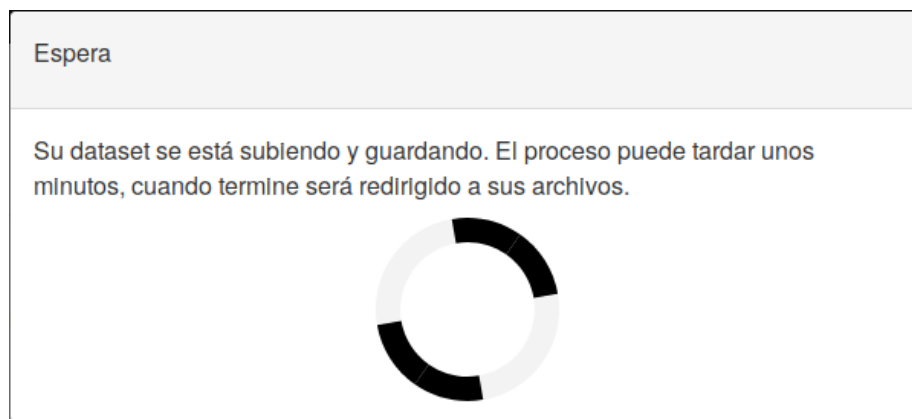 Espera
Su dataset se está subiendo y guardando. El proceso puede tardar unos
minutos, cuando termine será redirigido a sus archivos.